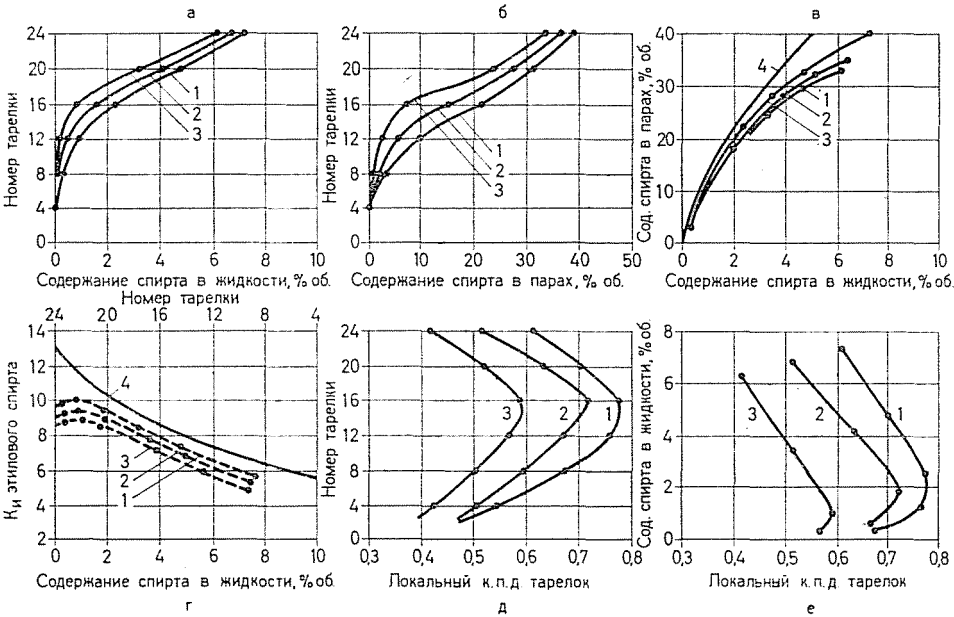 а
Номер тарелки
24
20
16
12
8
4
0
1
2
3
0 2 4 6 8 10
Содержание спирта в жидкости, % об.
б
Номер тарелки
24
20
16
12
8
4
0
1
2
3
0 10 20 30 40 50
Содержание спирта в парах, % об.
в
Сод. спирта в парах, % об.
40
30
20
10
0
4
1
2
3
0 2 4 6 8 10
Содержание спирта в жидкости, % об.
Номер тарелки
24 20 16 12 8 4
Kи этилового спирта
14
12
10
8
6
4
2
4
3
2
1
0 2 4 6 8 10
Содержание спирта в жидкости, % об.
г
Номер тарелки
24
20
16
12
8
4
0
3
2
1
0,3 0,4 0,5 0,6 0,7 0,8
Локальный к.п.д тарелок
д
Сод. спирта в жидкости, % об.
8
6
4
2
0
3
2
1
0,3 0,4 0,5 0,6 0,7 0,8
Локальный к.п.д. тарелок
е